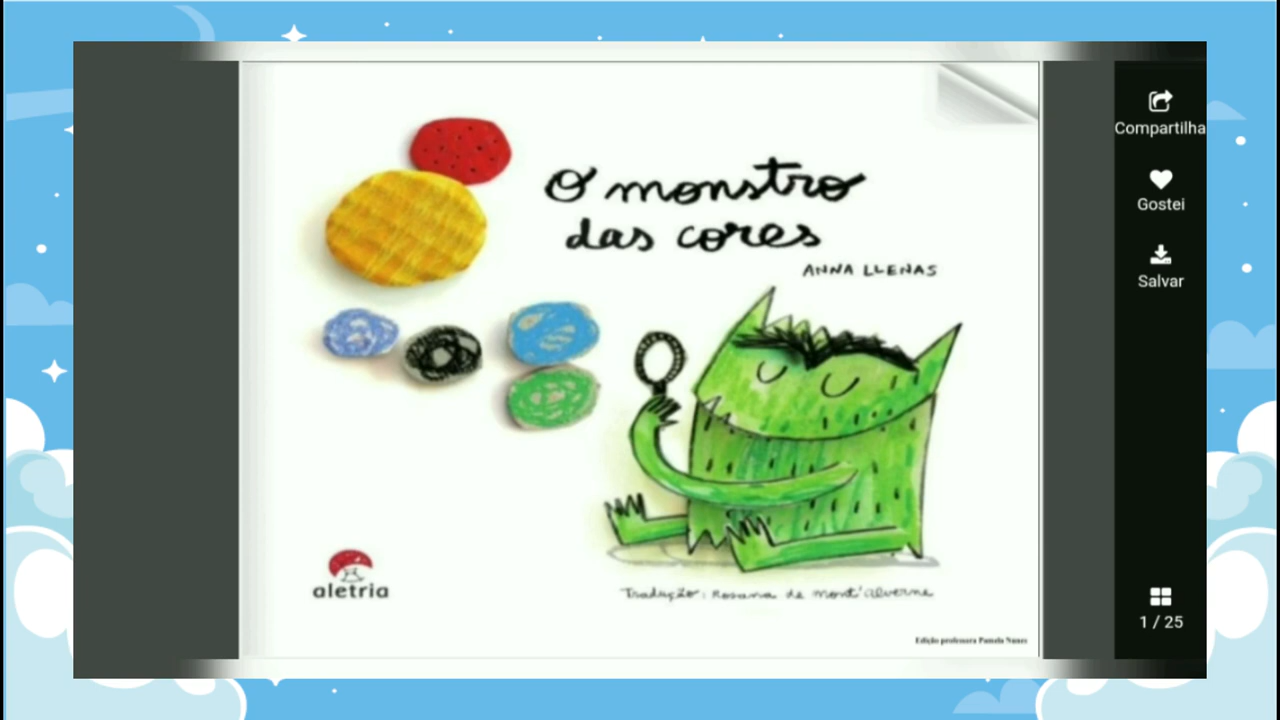 O monstro
das cores
ANNA LLENAS
aletria
Tradução: Rosana de mont'alverne
Edição professora Pamela Nunes
Compartilha
Gostei
Salvar
1 / 25